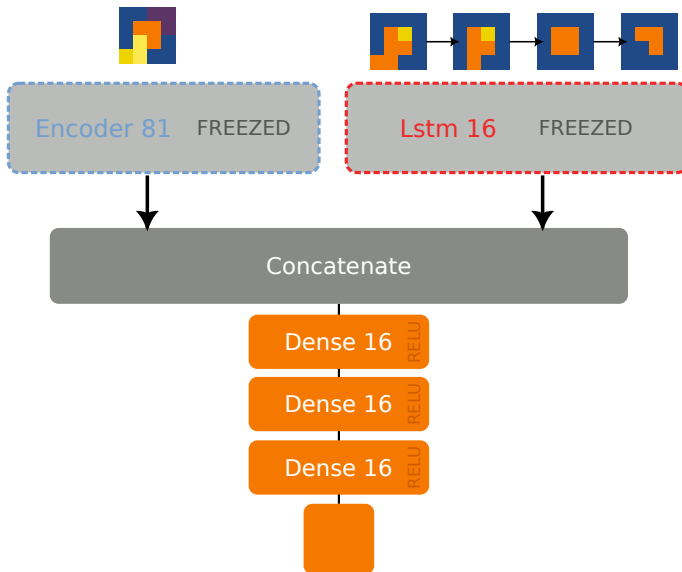 Encoder 81 FREEZED
Lstm 16 FREEZED
Concatenate
Dense 16 RELU
Dense 16 RELU
Dense 16 RELU